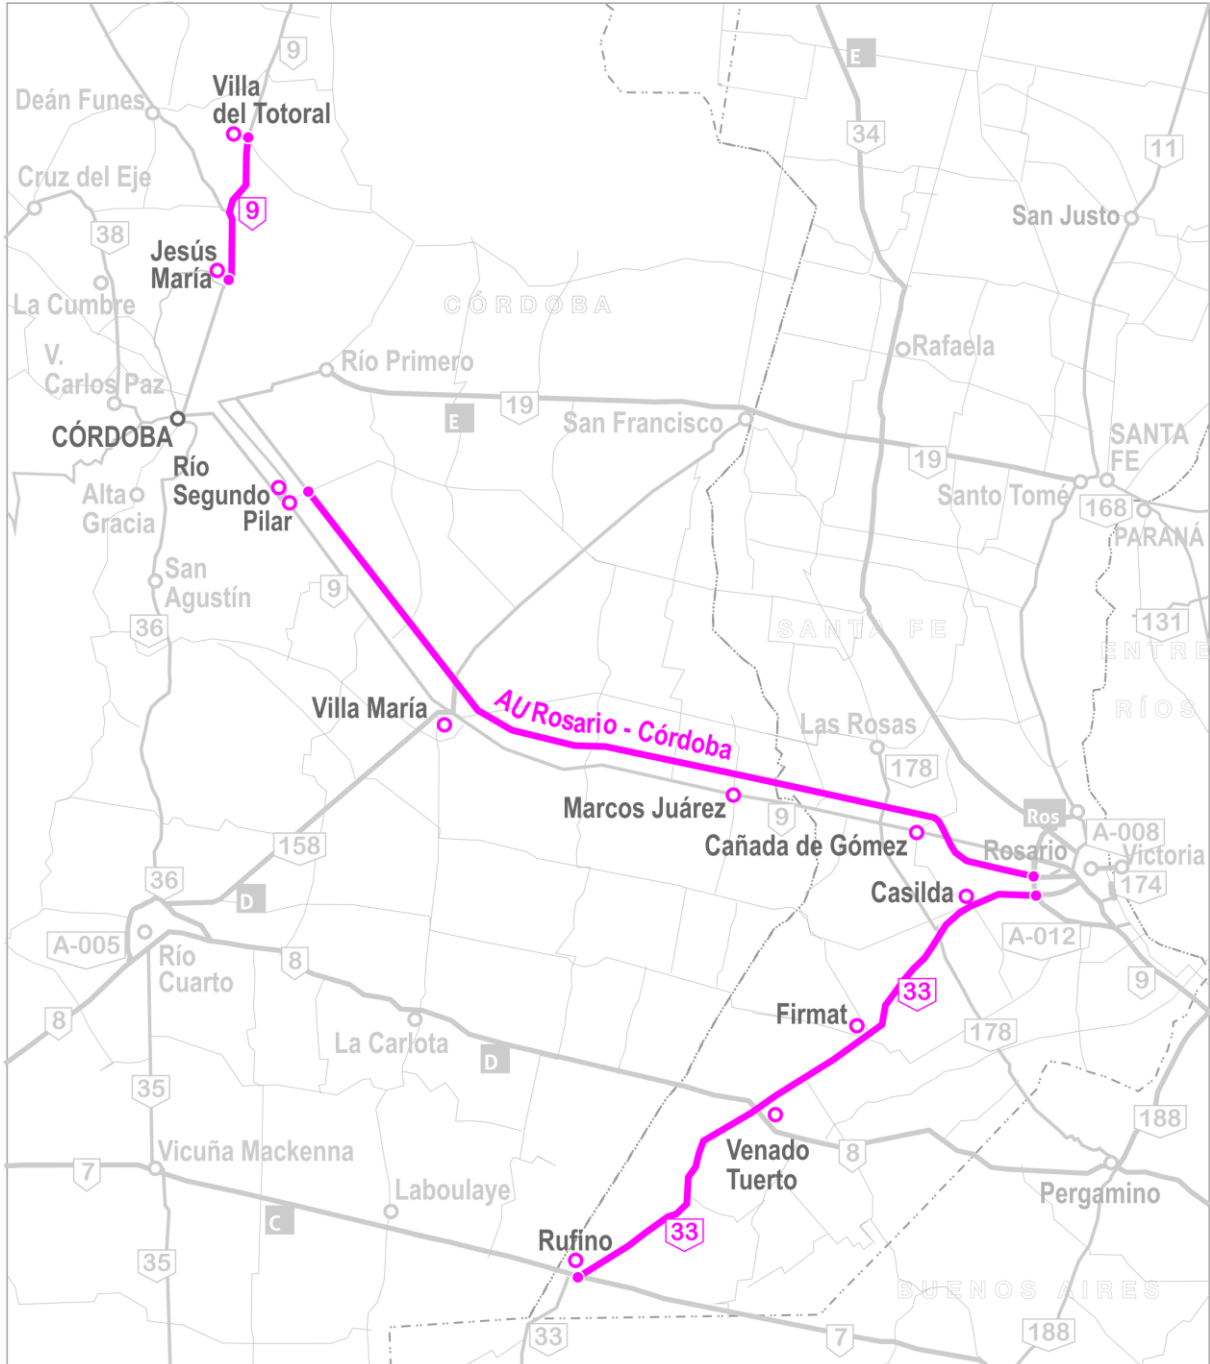 9
E
Villa
del Totoral
Deán Funes
34
11
Cruz del Eje
9
San Justo
38
Jesús
María
La Cumbre
CÓRDOBA
Rafaela
V.
Carlos Paz
Río Primero
19
E
San Francisco
CÓRDOBA
SANTA
FE
19
Río
Segundo
Pilar
Alta
Gracia
Santo Tomé
168
PARANÁ
San
Agustín
9
36
131
SANTA FE
ENTRE
RÍOS
Villa María
AU Rosario - Córdoba
Las Rosas
178
Marcos Juárez
9
Ros
A-008
Cañada de Gómez
Rosario
Victoria
158
174
36
D
Casilda
A-005
A-012
Río
Cuarto
8
9
33
8
Firmat
La Carlota
178
D
35
188
Venado
Tuerto
8
Vicuña Mackenna
7
Laboulaye
Pergamino
C
33
Rufino
35
BUENOS AIRES
33
7
188